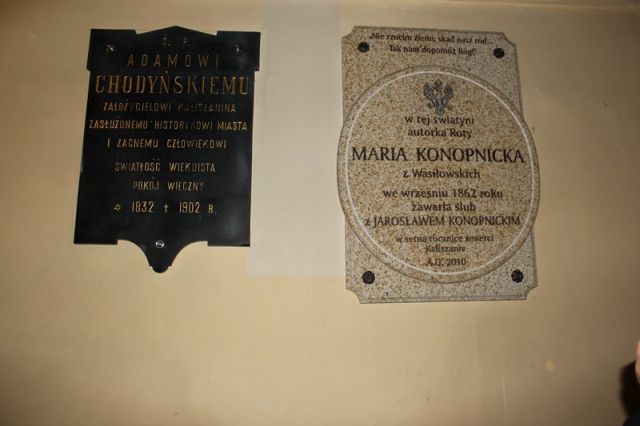 Ś. P.
ADAMOWI
CHODYŃSKIEMU
ZAŁOŻYCIELOWI KALISZANINA
ZASŁUŻONEMU HISTORYKOWI MIASTA
I ZACNEMU CZŁOWIEKOWI
ŚWIATŁOŚĆ WIEKUISTA
POKÓJ WIECZNY
* 1832 † 1902 R.
„Nie rzucim ziemi, skąd nasz ród...
Tak nam dopomóż Bóg!"
w tej świątyni
autorka Roty
MARIA KONOPNICKA
z Wasiłowskich
we wrześniu 1862 roku
zawarła ślub
z JAROSŁAWEM KONOPNICKIM
w setną rocznicę śmierci
Kaliszanie
A.D. 2010